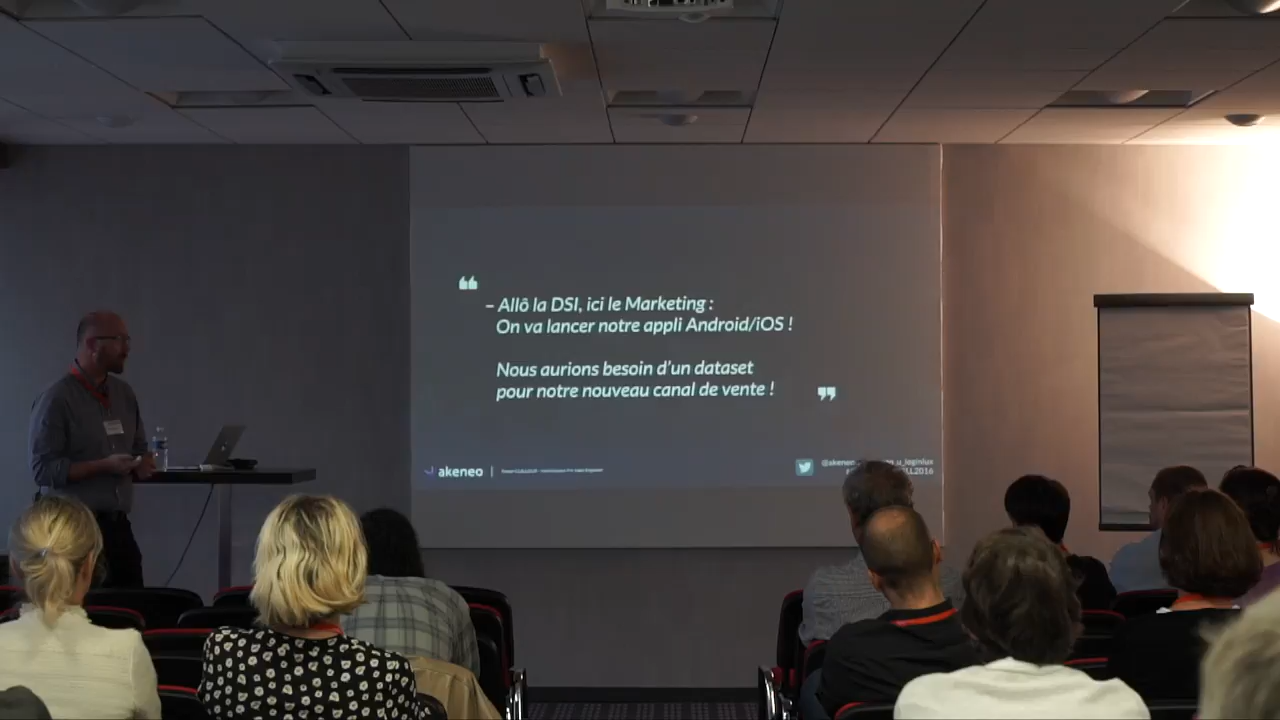 ❝
– Allô la DSI, ici le Marketing :
On va lancer notre appli Android/iOS !
Nous aurions besoin d'un dataset
pour notre nouveau canal de vente !
❞
akeneo |
@akeneo